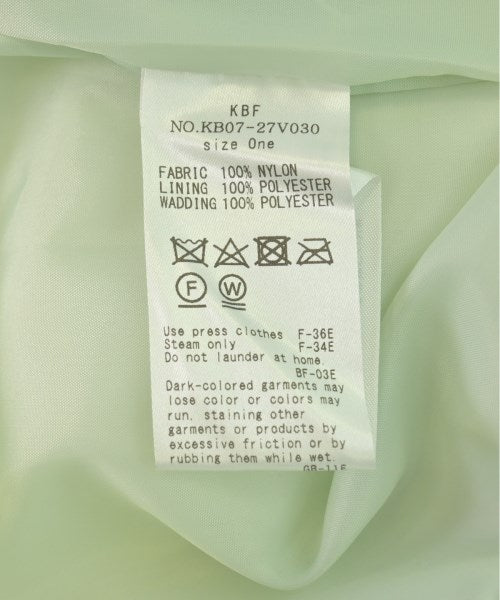 KBF
NO.KB07-27V030
size One
FABRIC 100% NYLON
LINING 100% POLYESTER
WADDING 100% POLYESTER
F W
Use press clothes F-36E
Steam only F-34E
Do not launder at home.
BF-03E
Dark-colored garments may
lose color or colors may
run, staining other
garments or products by
excessive friction or by
rubbing them while wet.